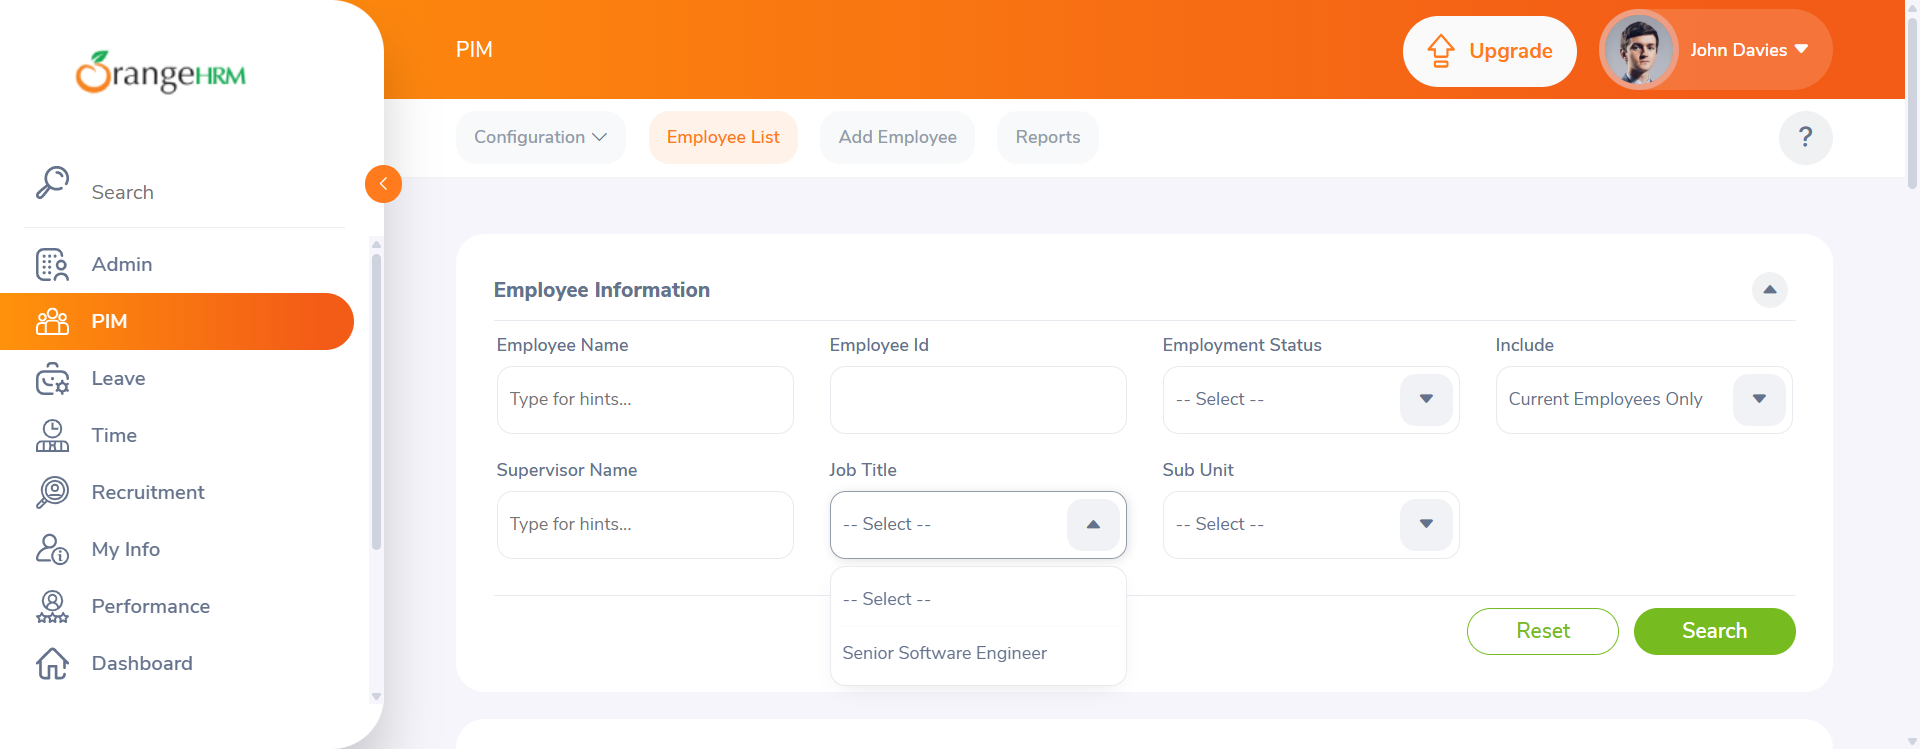 OrangeHRM
Search
Admin
PIM
Leave
Time
Recruitment
My Info
Performance
Dashboard
PIM
Upgrade
John Davies
Configuration
Employee List
Add Employee
Reports
?
Employee Information
Employee Name
Employee Id
Employment Status
Include
Type for hints...
-- Select --
Current Employees Only
Supervisor Name
Job Title
Sub Unit
Type for hints...
-- Select --
-- Select --
-- Select --
Senior Software Engineer
Reset
Search